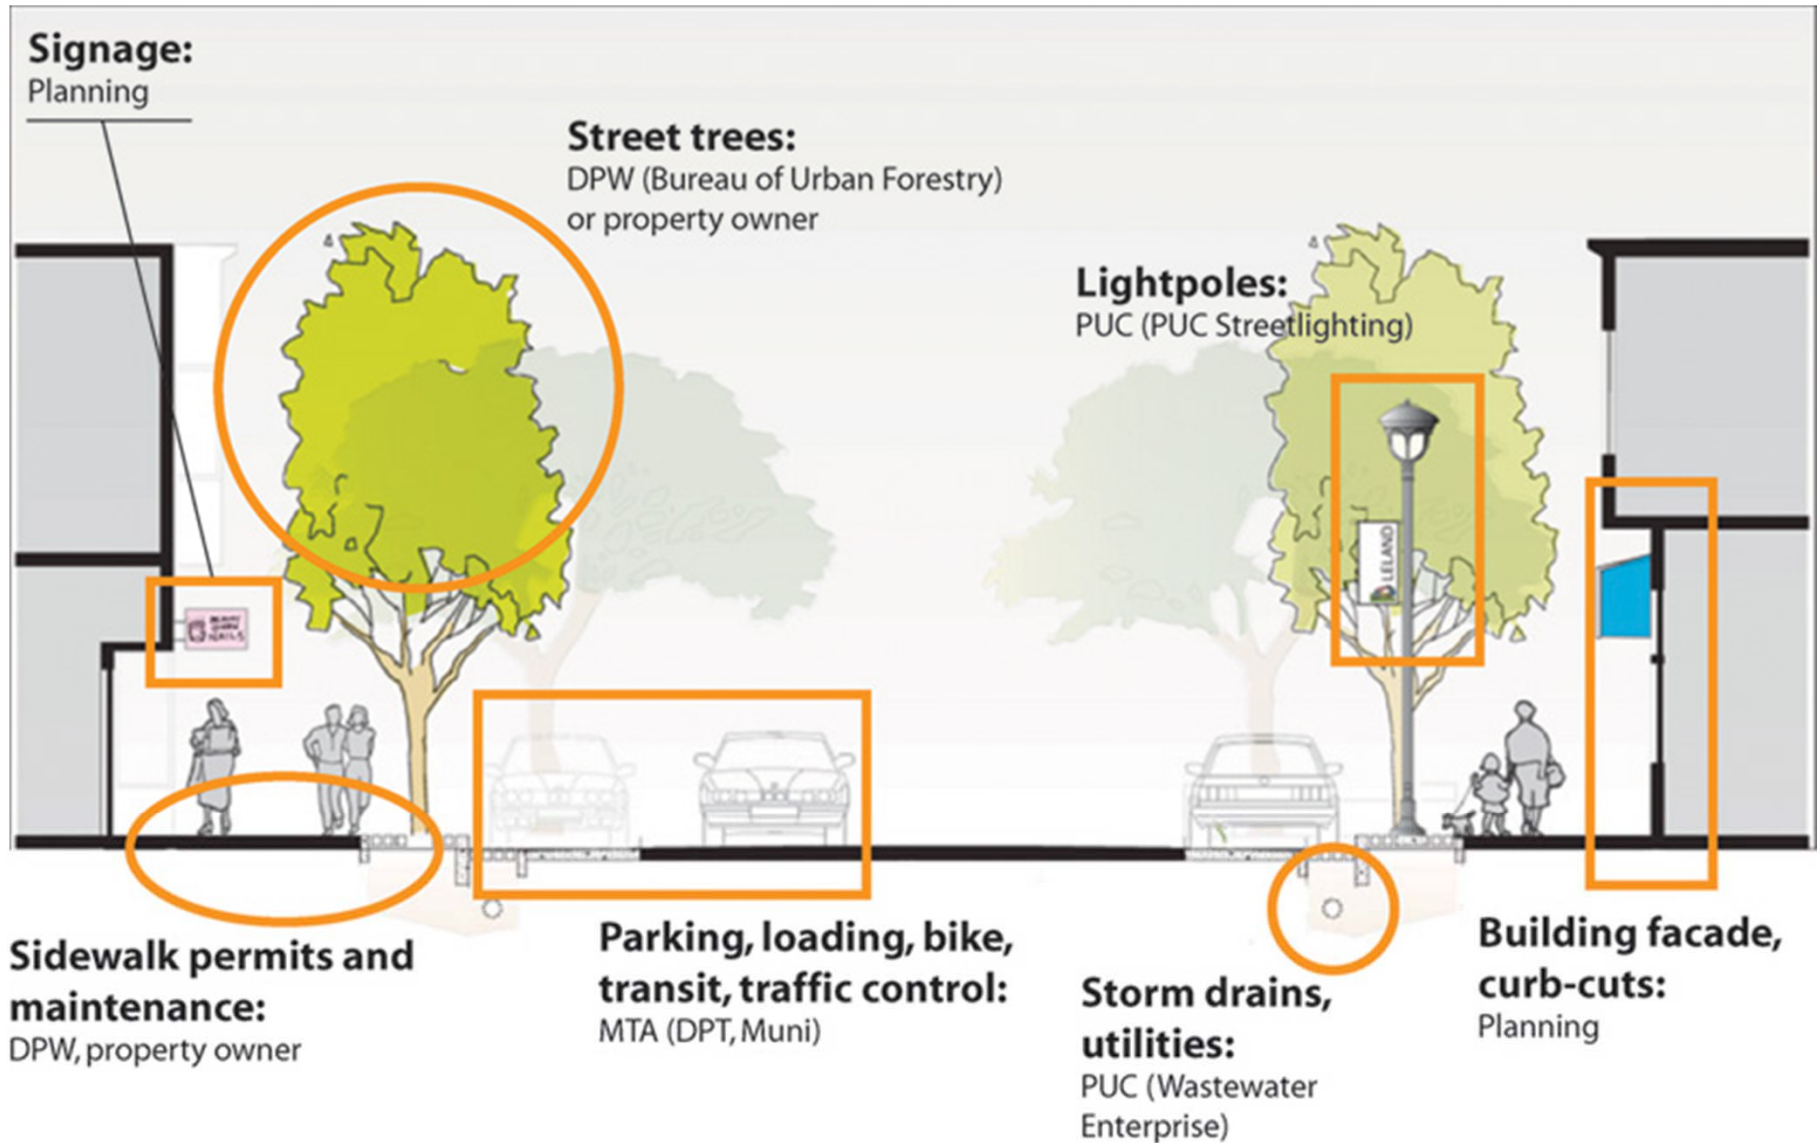 Signage:
Planning
Street trees:
DPW (Bureau of Urban Forestry)
or property owner
Lightpoles:
PUC (PUC Streetlighting)
LELAND
NAILS
Sidewalk permits and
maintenance:
DPW, property owner
Parking, loading, bike,
transit, traffic control:
MTA (DPT, Muni)
Storm drains,
utilities:
PUC (Wastewater
Enterprise)
Building facade,
curb-cuts:
Planning